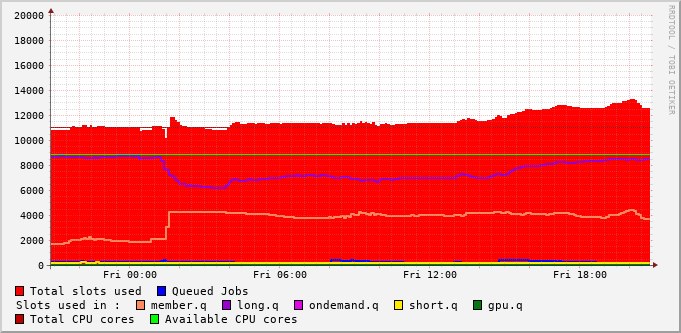 RRDTOOL / TOBI OETIKER
20000
18000
16000
14000
12000
10000
8000
6000
4000
2000
0
Fri 00:00 Fri 06:00 Fri 12:00 Fri 18:00
Total slots used Queued Jobs
Slots used in : member.q long.q ondemand.q short.q gpu.q
Total CPU cores Available CPU cores